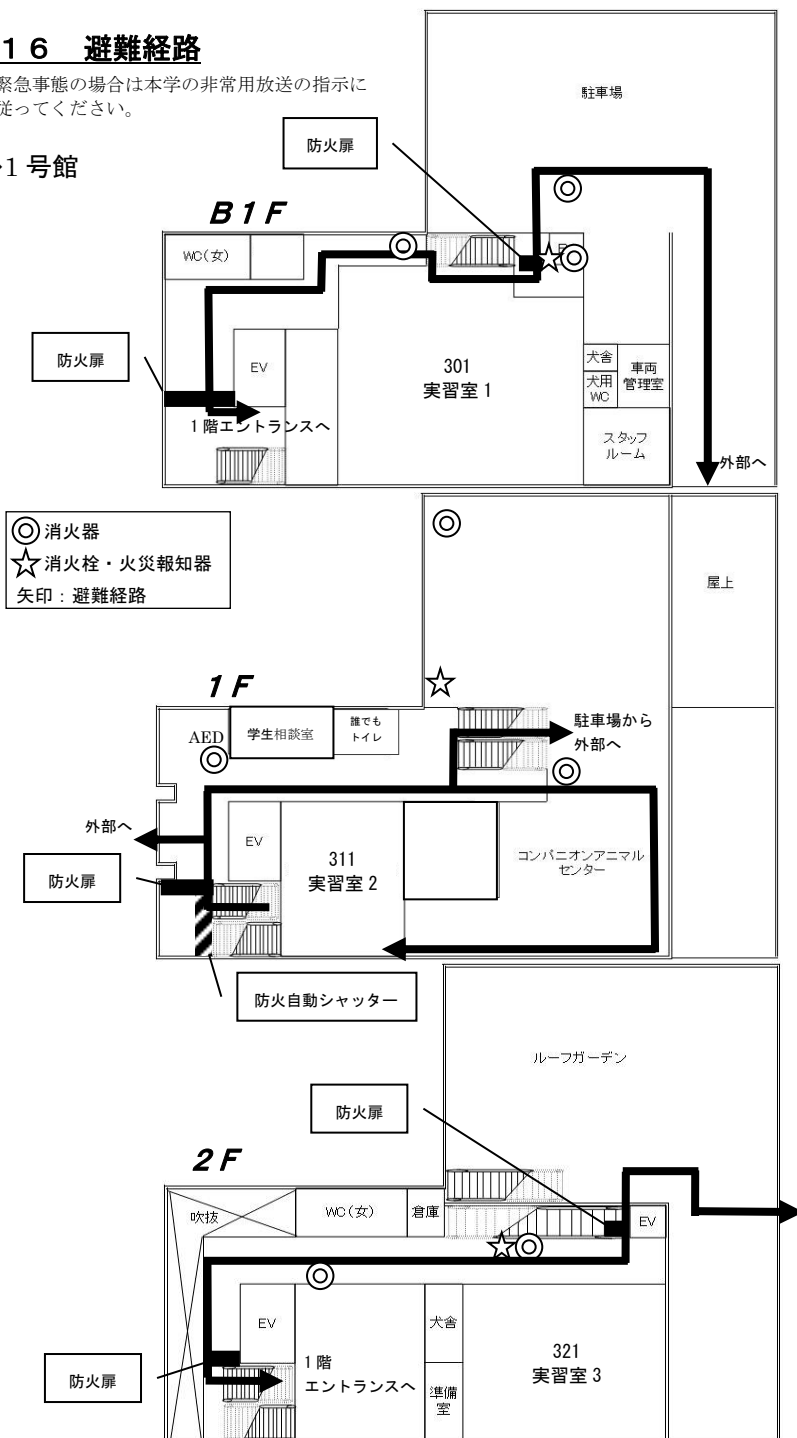 16　避難経路
緊急事態の場合は本学の非常用放送の指示に
従ってください。
1号館
駐車場
防火扉
B1F
WC(女)
E
防火扉
EV
301
実習室1
犬舎
犬用
WC
車両
管理室
1階エントランスへ
スタッフ
ルーム
外部へ
◎消火器
☆消火栓・火災報知器
矢印：避難経路
屋上
1F
AED
学生相談室
誰でも
トイレ
駐車場から
外部へ
外部へ
EV
311
実習室2
コンパニオンアニマル
センター
防火扉
防火自動シャッター
ルーフガーデン
防火扉
2F
吹抜
WC(女)
倉庫
EV
EV
犬舎
321
実習室3
1階
エントランスへ
防火扉
準備
室